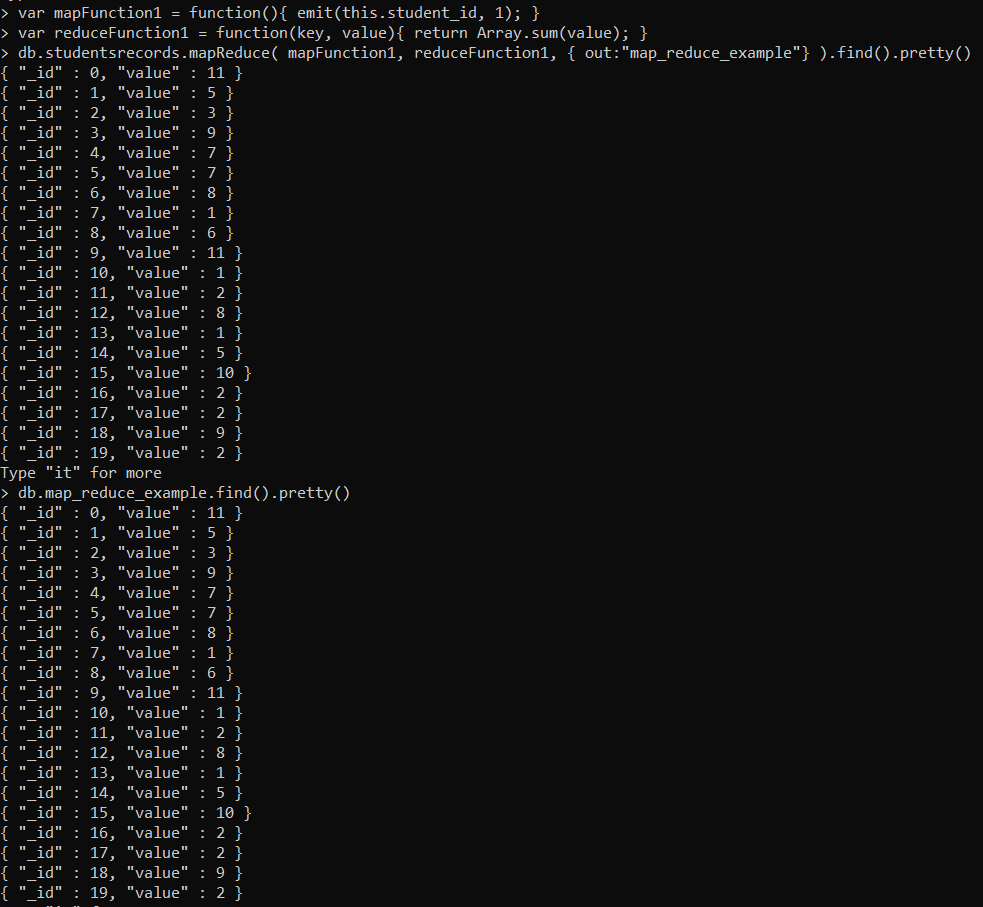 > var mapFunction1 = function(){ emit(this.student_id, 1); }
> var reduceFunction1 = function(key, value){ return Array.sum(value); }
> db.studentsrecords.mapReduce( mapFunction1, reduceFunction1, { out:"map_reduce_example"} ).find().pretty()
{ "_id" : 0, "value" : 11 }
{ "_id" : 1, "value" : 5 }
{ "_id" : 2, "value" : 3 }
{ "_id" : 3, "value" : 9 }
{ "_id" : 4, "value" : 7 }
{ "_id" : 5, "value" : 7 }
{ "_id" : 6, "value" : 8 }
{ "_id" : 7, "value" : 1 }
{ "_id" : 8, "value" : 6 }
{ "_id" : 9, "value" : 11 }
{ "_id" : 10, "value" : 1 }
{ "_id" : 11, "value" : 2 }
{ "_id" : 12, "value" : 8 }
{ "_id" : 13, "value" : 1 }
{ "_id" : 14, "value" : 5 }
{ "_id" : 15, "value" : 10 }
{ "_id" : 16, "value" : 2 }
{ "_id" : 17, "value" : 2 }
{ "_id" : 18, "value" : 9 }
{ "_id" : 19, "value" : 2 }
Type "it" for more
> db.map_reduce_example.find().pretty()
{ "_id" : 0, "value" : 11 }
{ "_id" : 1, "value" : 5 }
{ "_id" : 2, "value" : 3 }
{ "_id" : 3, "value" : 9 }
{ "_id" : 4, "value" : 7 }
{ "_id" : 5, "value" : 7 }
{ "_id" : 6, "value" : 8 }
{ "_id" : 7, "value" : 1 }
{ "_id" : 8, "value" : 6 }
{ "_id" : 9, "value" : 11 }
{ "_id" : 10, "value" : 1 }
{ "_id" : 11, "value" : 2 }
{ "_id" : 12, "value" : 8 }
{ "_id" : 13, "value" : 1 }
{ "_id" : 14, "value" : 5 }
{ "_id" : 15, "value" : 10 }
{ "_id" : 16, "value" : 2 }
{ "_id" : 17, "value" : 2 }
{ "_id" : 18, "value" : 9 }
{ "_id" : 19, "value" : 2 }